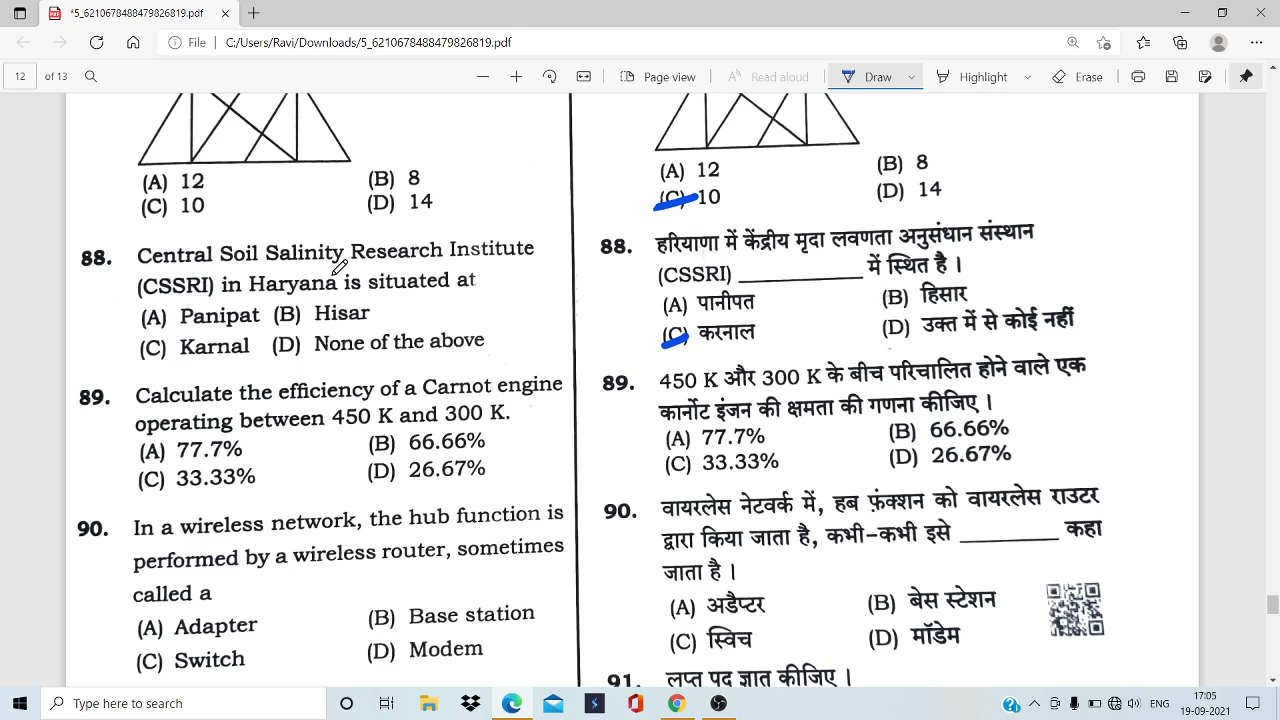 *5_6210678488479826819.pdf
File C:/Users/Ravi/Downloads/5_6210678488479826819.pdf
12 of 13
Page view
Read aloud
Draw
Highlight
Erase
(A) 12 (B) 8
(C) 10 (D) 14
88. Central Soil Salinity Research Institute
(CSSRI) in Haryana is situated at
(A) Panipat (B) Hisar
(C) Karnal (D) None of the above
89. Calculate the efficiency of a Carnot engine
operating between 450 K and 300 K.
(A) 77.7% (B) 66.66%
(C) 33.33% (D) 26.67%
90. In a wireless network, the hub function is
performed by a wireless router, sometimes
called a
(A) Adapter (B) Base station
(C) Switch (D) Modem
(A) 12 (B) 8
(C) 10 (D) 14
88. हरियाणा में केंद्रीय मृदा लवणता अनुसंधान संस्थान
(CSSRI) ____________ में स्थित है।
(A) पानीपत (B) हिसार
(C) करनाल (D) उक्त में से कोई नहीं
89. 450 K और 300 K के बीच परिचालित होने वाले एक
कार्नोट इंजन की क्षमता की गणना कीजिए।
(A) 77.7% (B) 66.66%
(C) 33.33% (D) 26.67%
90. वायरलेस नेटवर्क में, हब फ़ंक्शन को वायरलेस राउटर
द्वारा किया जाता है, कभी-कभी इसे __________ कहा
जाता है।
(A) अडैप्टर (B) बेस स्टेशन
(C) स्विच (D) मॉडेम
91. लुप्त पद ज्ञात कीजिए।
Type here to search
ENG
17:05
19-09-2021